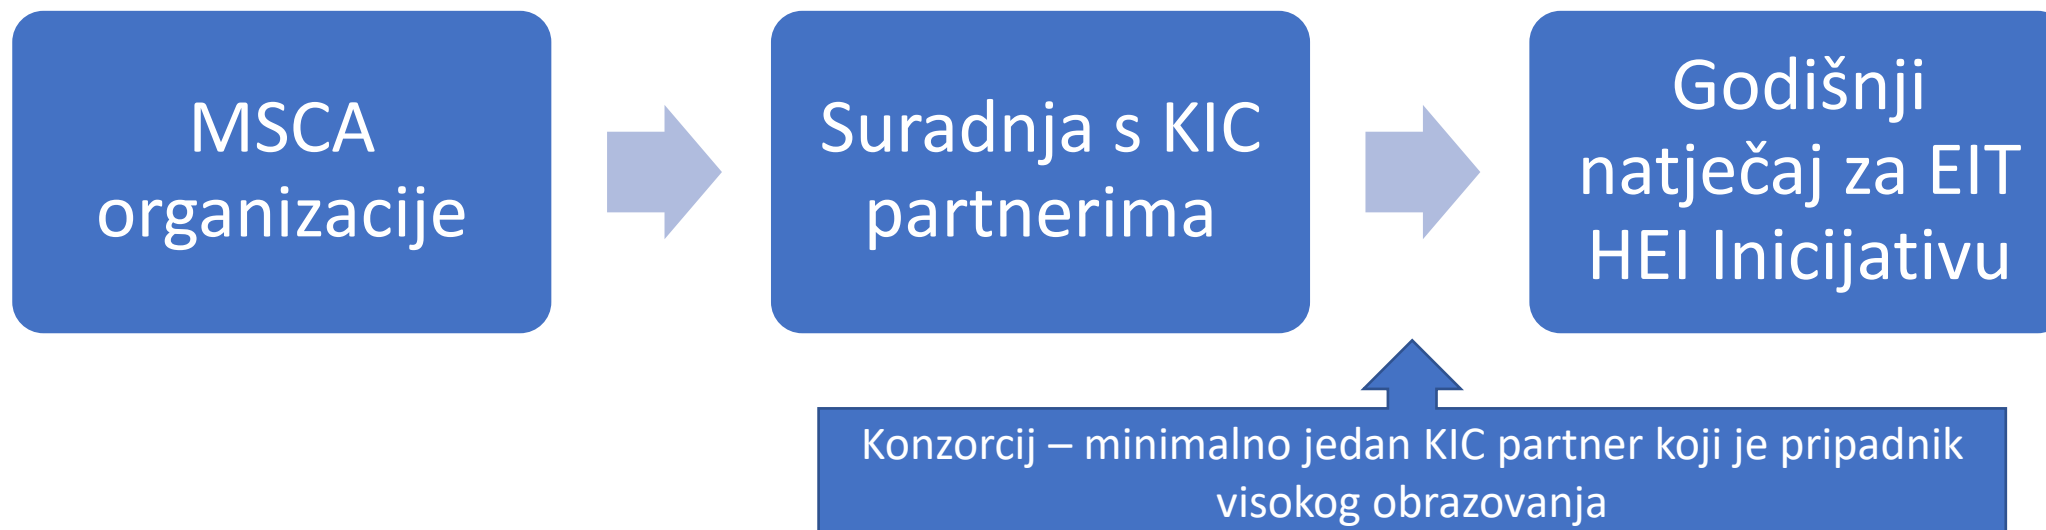 MSCA
organizacije
Suradnja s KIC
partnerima
Godišnji
natječaj za EIT
HEI Inicijativu
Konzorcij – minimalno jedan KIC partner koji je pripadnik
visokog obrazovanja